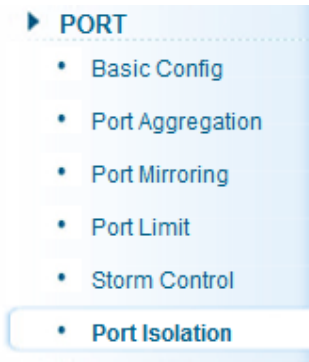 PORT
Basic Config
Port Aggregation
Port Mirroring
Port Limit
Storm Control
Port Isolation